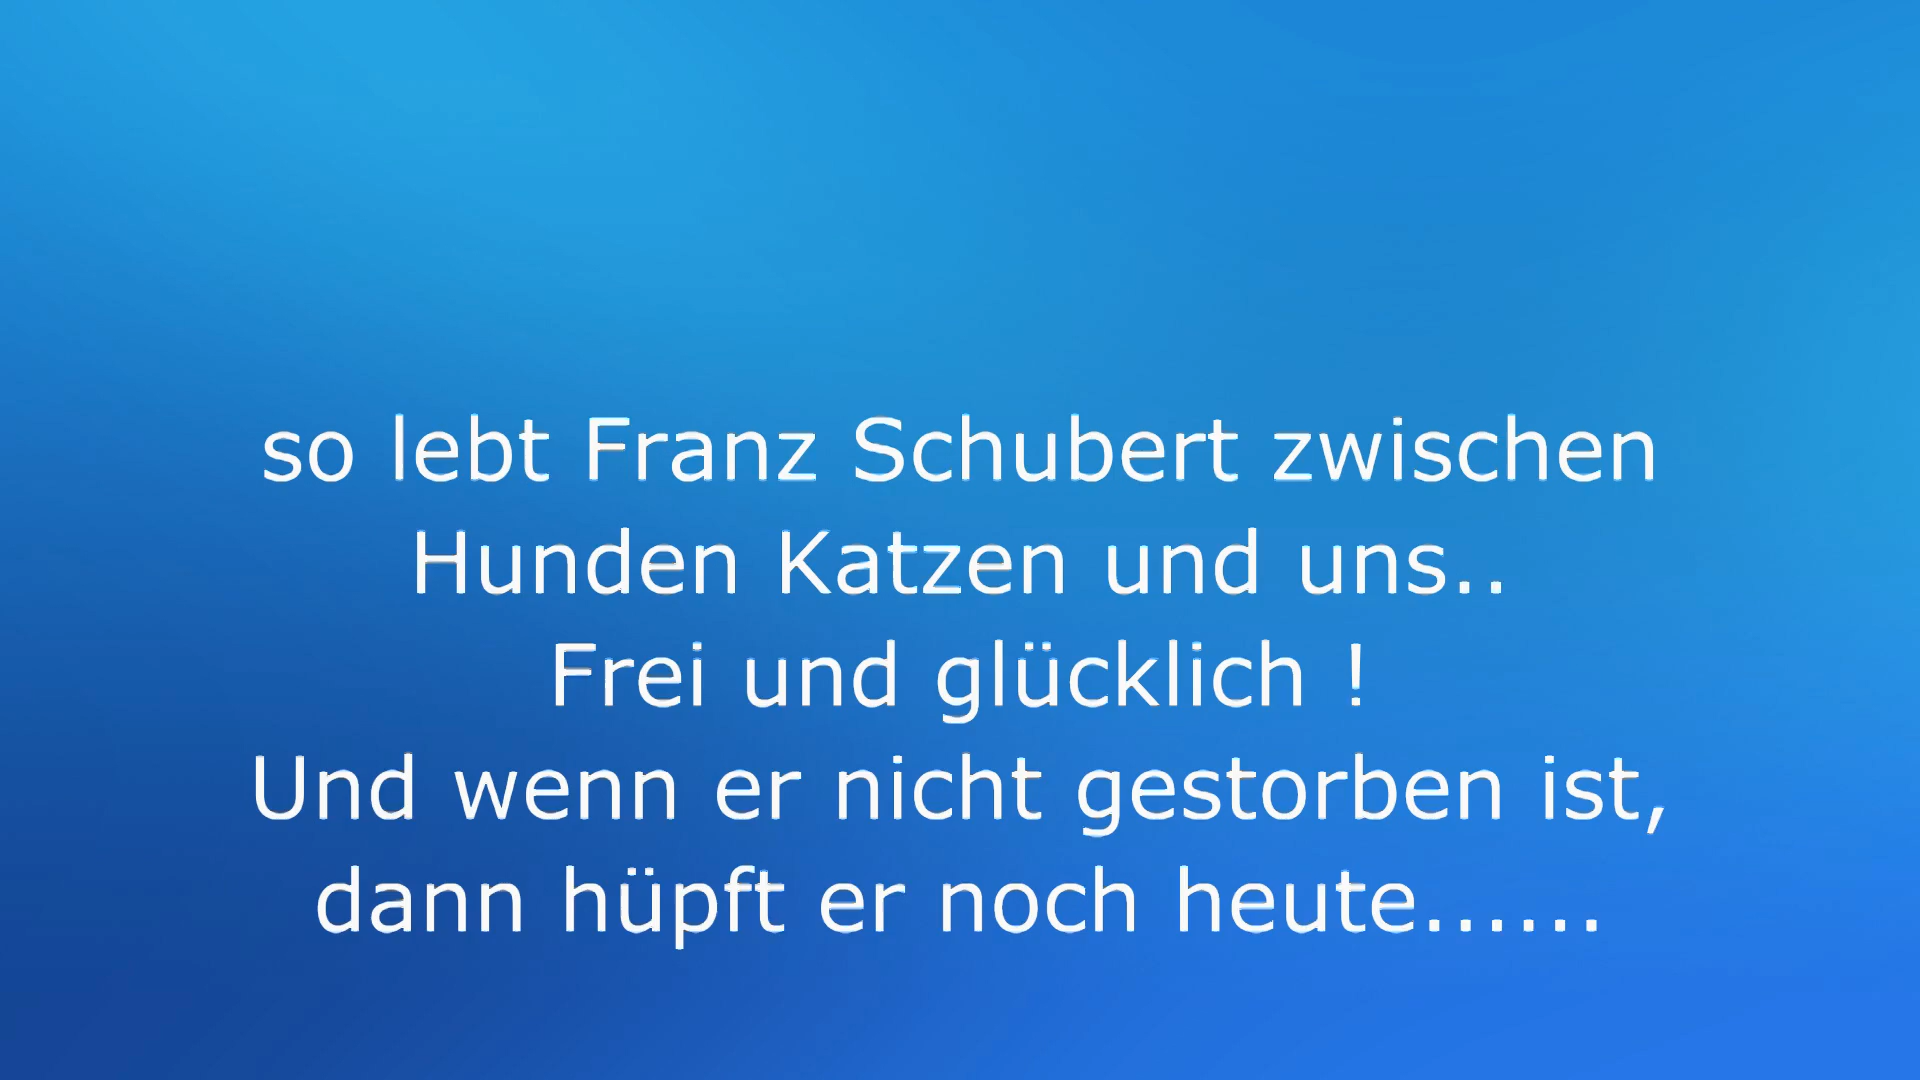 so lebt Franz Schubert zwischen
Hunden Katzen und uns..
Frei und glücklich !
Und wenn er nicht gestorben ist,
dann hüpft er noch heute......